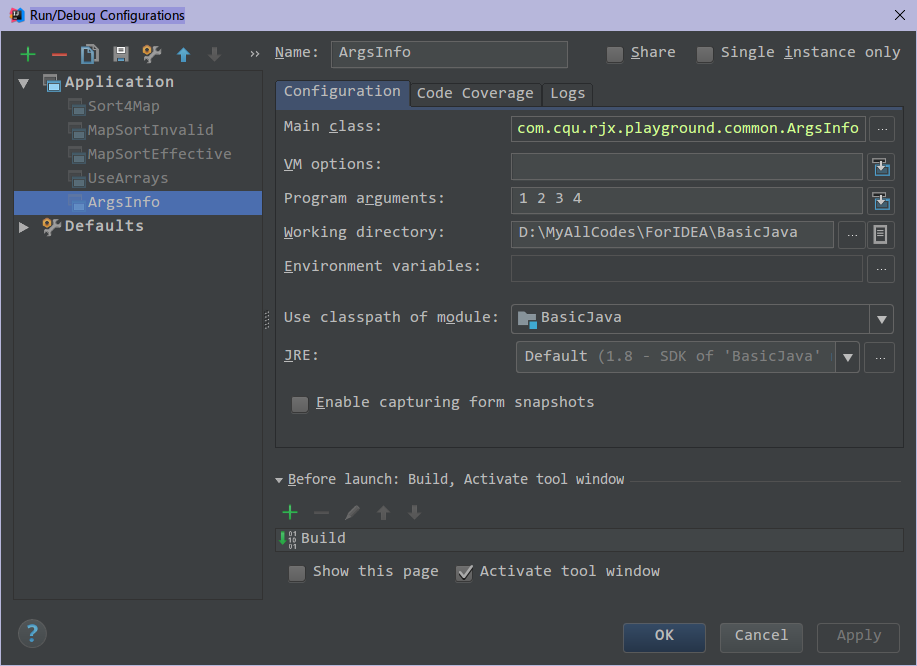 Run/Debug Configurations
Name: ArgsInfo Share Single instance only
Application
Sort4Map
MapSortInvalid
MapSortEffective
UseArrays
ArgsInfo
Defaults
Configuration Code Coverage Logs
Main class: com.cqu.rjx.playground.common.ArgsInfo ...
VM options:
Program arguments: 1 2 3 4
Working directory: D:\MyAllCodes\ForIDEA\BasicJava ...
Environment variables: ...
Use classpath of module: BasicJava
JRE: Default (1.8 - SDK of 'BasicJava' ...
Enable capturing form snapshots
Before launch: Build, Activate tool window
Build
Show this page Activate tool window
? OK Cancel Apply